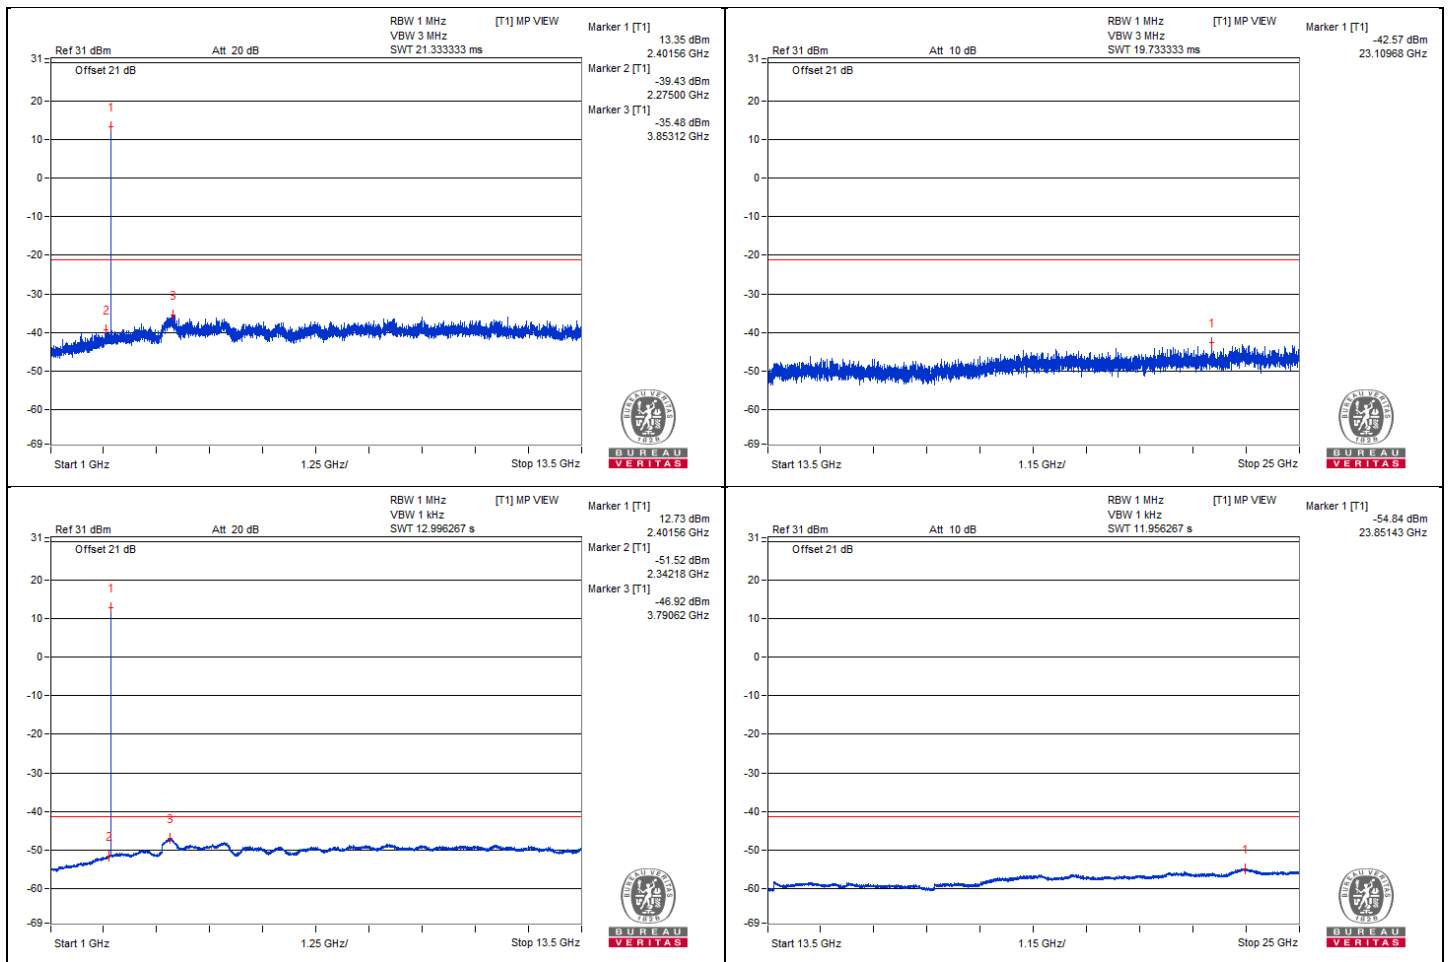 RBW 1 MHz [T1] MP VIEW
VBW 3 MHz
Ref 31 dBm Att 20 dB SWT 21.333333 ms
Marker 1 [T1]
13.35 dBm
2.40156 GHz
Marker 2 [T1]
-39.43 dBm
2.27500 GHz
Marker 3 [T1]
-35.48 dBm
3.85312 GHz
31
Offset 21 dB
20
1
10
0
-10
-20
-30
3
2
-40
-50
-60
-69
Start 1 GHz 1.25 GHz/ Stop 13.5 GHz
BUREAU VERITAS
1828
BUREAU
VERITAS
RBW 1 MHz [T1] MP VIEW
VBW 3 MHz
Ref 31 dBm Att 10 dB SWT 19.733333 ms
Marker 1 [T1]
-42.57 dBm
23.10968 GHz
31
Offset 21 dB
20
10
0
-10
-20
-30
1
-40
-50
-60
-69
Start 13.5 GHz 1.15 GHz/ Stop 25 GHz
BUREAU VERITAS
1828
BUREAU
VERITAS
RBW 1 MHz [T1] MP VIEW
VBW 1 kHz
Ref 31 dBm Att 20 dB SWT 12.996267 s
Marker 1 [T1]
12.73 dBm
2.40156 GHz
Marker 2 [T1]
-51.52 dBm
2.34218 GHz
Marker 3 [T1]
-46.92 dBm
3.79062 GHz
31
Offset 21 dB
20
1
10
0
-10
-20
-30
-40
3
2
-50
-60
-69
Start 1 GHz 1.25 GHz/ Stop 13.5 GHz
BUREAU VERITAS
1828
BUREAU
VERITAS
RBW 1 MHz [T1] MP VIEW
VBW 1 kHz
Ref 31 dBm Att 10 dB SWT 11.956267 s
Marker 1 [T1]
-54.84 dBm
23.85143 GHz
31
Offset 21 dB
20
10
0
-10
-20
-30
-40
-50
1
-60
-69
Start 13.5 GHz 1.15 GHz/ Stop 25 GHz
BUREAU VERITAS
1828
BUREAU
VERITAS